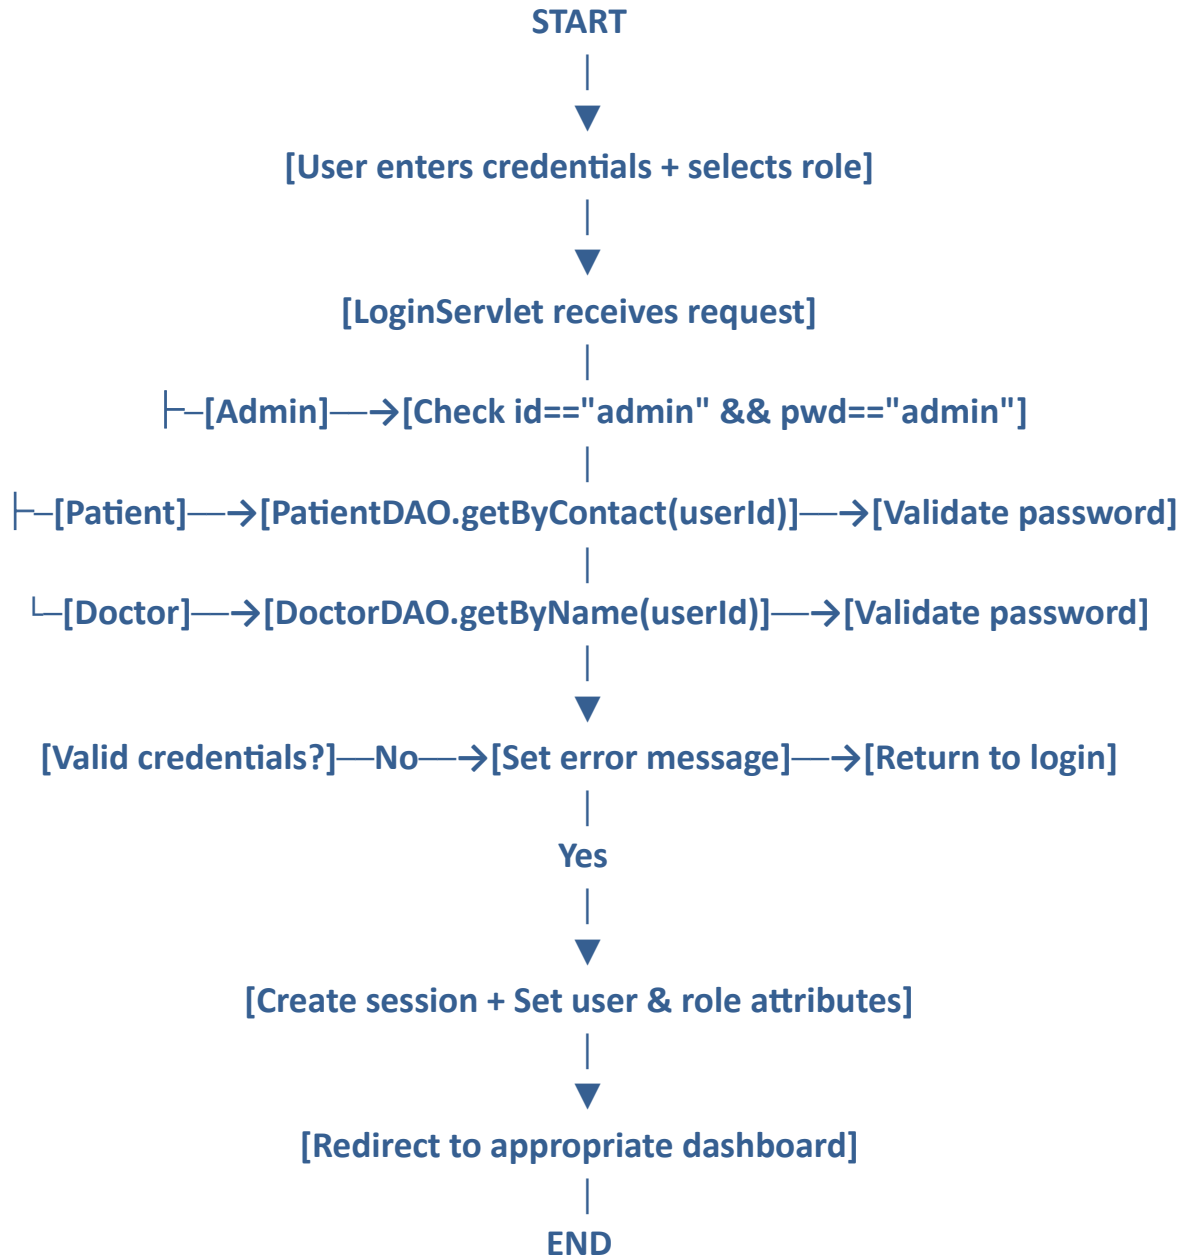 START
│
▼
[User enters credentials + selects role]
│
▼
[LoginServlet receives request]
│
├─[Admin]──→[Check id=="admin" && pwd=="admin"]
│
├─[Patient]──→[PatientDAO.getByContact(userId)]──→[Validate password]
│
└─[Doctor]──→[DoctorDAO.getByName(userId)]──→[Validate password]
│
▼
[Valid credentials?]──No──→[Set error message]──→[Return to login]
│
Yes
│
▼
[Create session + Set user & role attributes]
│
▼
[Redirect to appropriate dashboard]
│
END